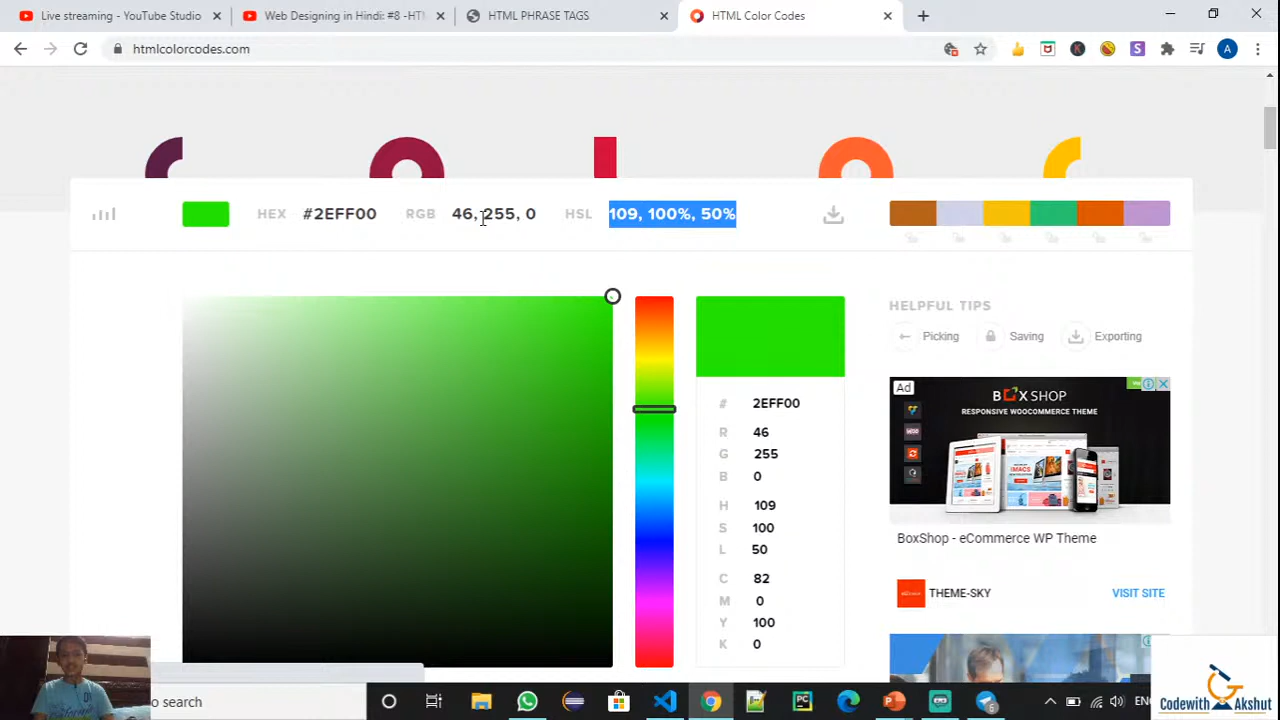 Live streaming - YouTube Studio
Web Designing in Hindi: #8 -HTY
HTML PHRASE TAGS
HTML Color Codes
htmlcolorcodes.com
A
HEX #2EFF00 RGB 46, 255, 0 HSL 109, 100%, 50%
HELPFUL TIPS
Picking
Saving
Exporting
# 2EFF00
R 46
G 255
B 0
H 109
S 100
L 50
C 82
M 0
Y 100
K 0
Ad
BOX SHOP
RESPONSIVE WOOCOMMERCE THEME
BoxShop - eCommerce WP Theme
THEME-SKY
VISIT SITE
o search
PC
ENG
Codewith Akshut